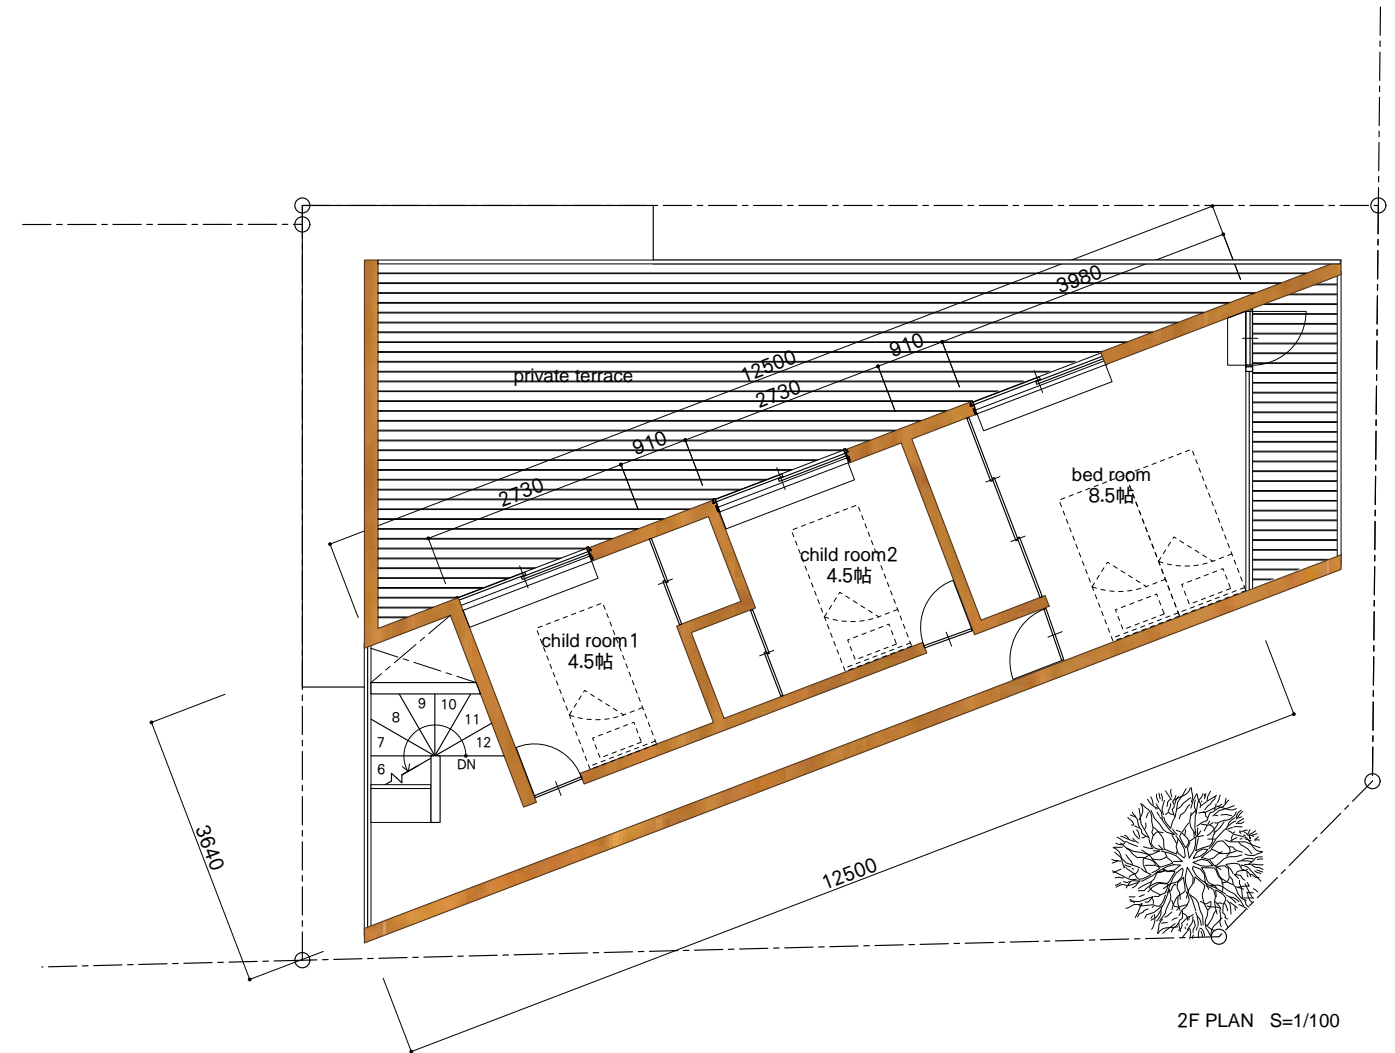 3980
910
12500
private terrace
2730
910
2730
bed room
8.5帖
child room2
4.5帖
child room1
4.5帖
9
10
8
11
7
12
6
DN
3640
12500
2F PLAN S=1/100